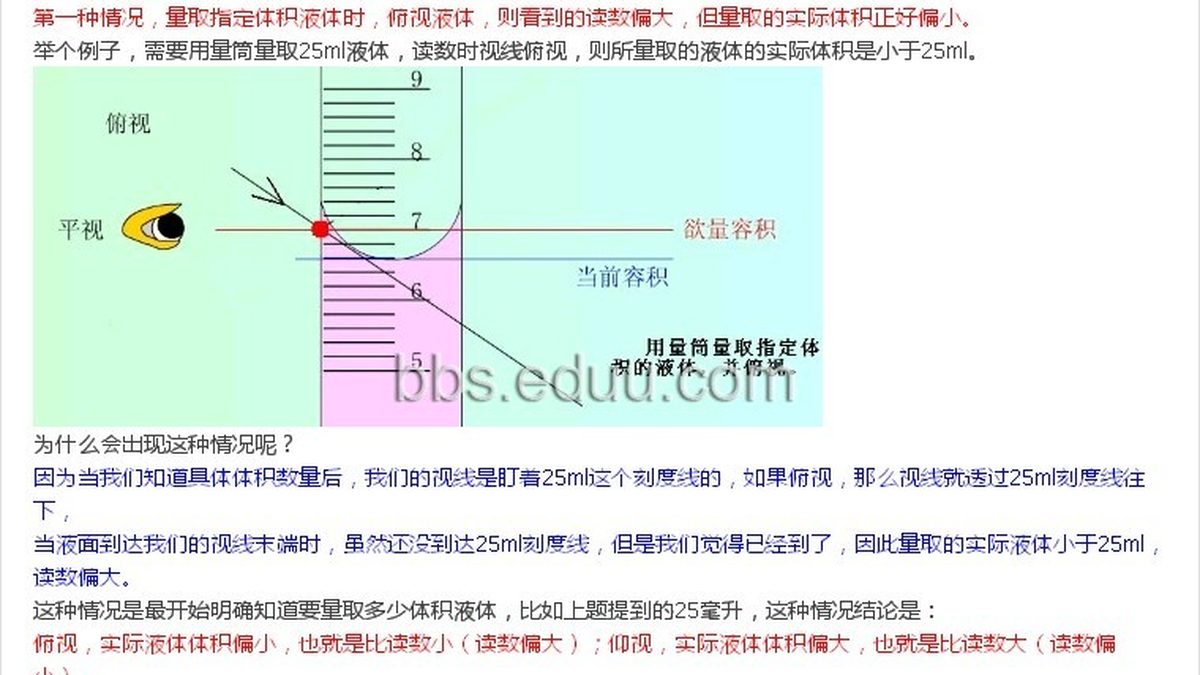 第一种情况，量取指定体积液体时，俯视液体，则看到的读数偏大，但量取的实际体积正好偏小。
举个例子，需要用量筒量取25ml液体，读数时视线俯视，则所量取的液体的实际体积是小于25ml。
9
俯视
8
平视
7
欲量容积
当前容积
6
用量筒量取指定体
积的液体，并俯视。
5
bbs.eduu.com
为什么会出现这种情况呢？
因为当我们知道具体体积数量后，我们的视线是盯着25ml这个刻度线的，如果俯视，那么视线就透过25ml刻度线往
下，
当液面到达我们的视线末端时，虽然还没到达25ml刻度线，但是我们觉得已经到了，因此量取的实际液体小于25ml，
读数偏大。
这种情况是最开始明确知道要量取多少体积液体，比如上题提到的25毫升，这种情况结论是：
俯视，实际液体体积偏小，也就是比读数小（读数偏大）；仰视，实际液体体积偏大，也就是比读数大（读数偏